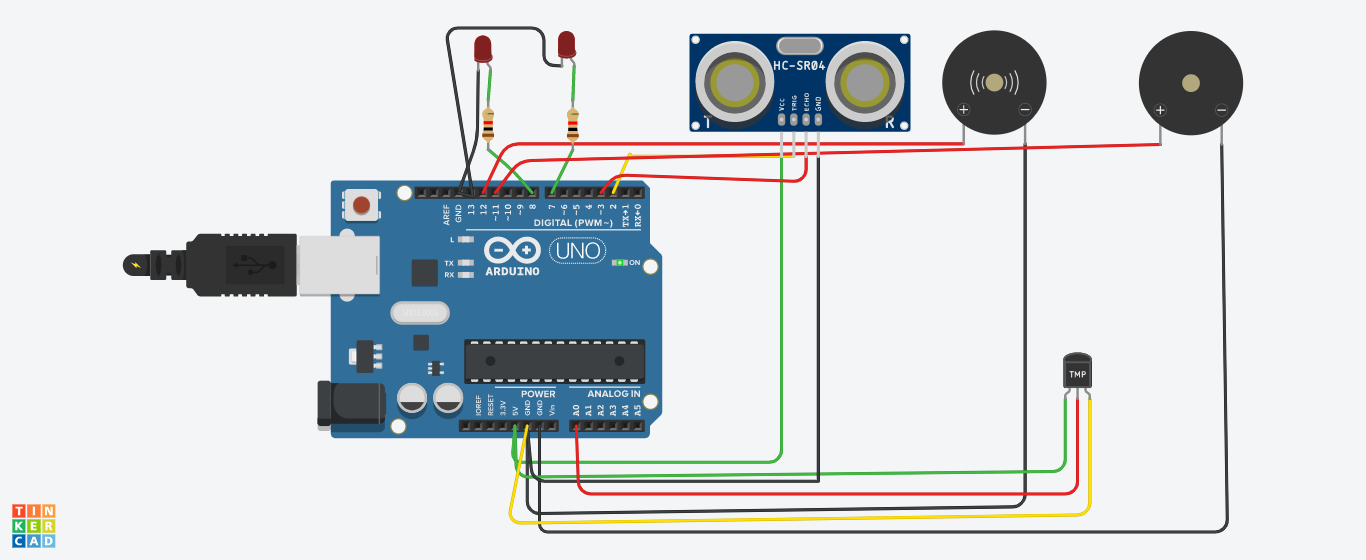 HC-SR04
VCC
TRIG
ECHO
GND
T
R
+
−
+
−
AREF
GND
13
12
~11
~10
~9
8
7
~6
~5
4
~3
2
TX→1
RX←0
DIGITAL (PWM~)
L
TX
RX
ARDUINO
UNO
ON
POWER
ANALOG IN
IOREF
RESET
3.3V
5V
GND
GND
Vin
A0
A1
A2
A3
A4
A5
TMP
TIN
KER
CAD